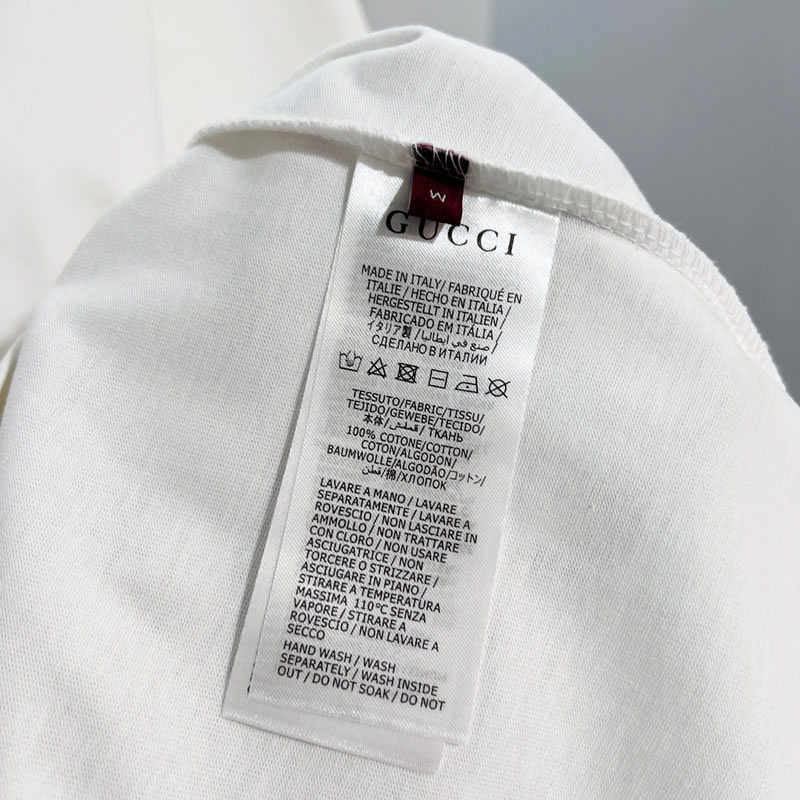 M
GUCCI
MADE IN ITALY/ FABRIQUÉ EN
ITALIE / HECHO EN ITALIA /
HERGESTELLT IN ITALIEN /
FABRICADO EM ITÁLIA /
イタリア製 / صنع في ايطاليا /
СДЕЛАНО В ИТАЛИИ
TESSUTO/FABRIC/TISSU/
TEJIDO/GEWEBE/TECIDO/
本体/قطش/ ТКАНЬ
100% COTONE/COTTON/
COTON/ALGODON/
BAUMWOLLE/ALGODÃO/コットン/
قطن/棉/ХЛОПОК
LAVARE A MANO / LAVARE
SEPARATAMENTE / LAVARE A
ROVESCIO / NON LASCIARE IN
AMMOLLO / NON TRATTARE
CON CLORO / NON USARE
ASCIUGATRICE / NON
TORCERE O STRIZZARE /
ASCIUGARE IN PIANO /
STIRARE A TEMPERATURA
MASSIMA 110°C SENZA
VAPORE / STIRARE A
ROVESCIO / NON LAVARE A
SECCO
HAND WASH / WASH
SEPARATELY / WASH INSIDE
OUT / DO NOT SOAK / DO NOT